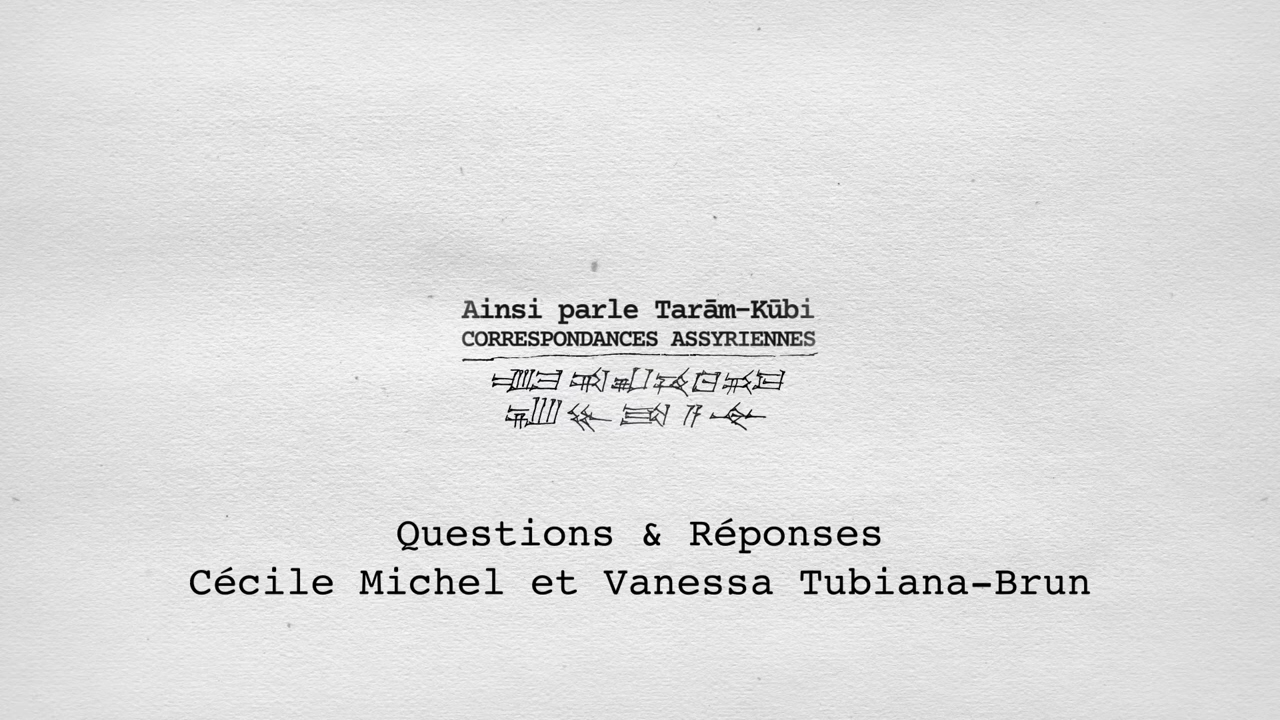 Ainsi parle Tarām-Kūbi
CORRESPONDANCES ASSYRIENNES
Questions & Réponses
Cécile Michel et Vanessa Tubiana-Brun